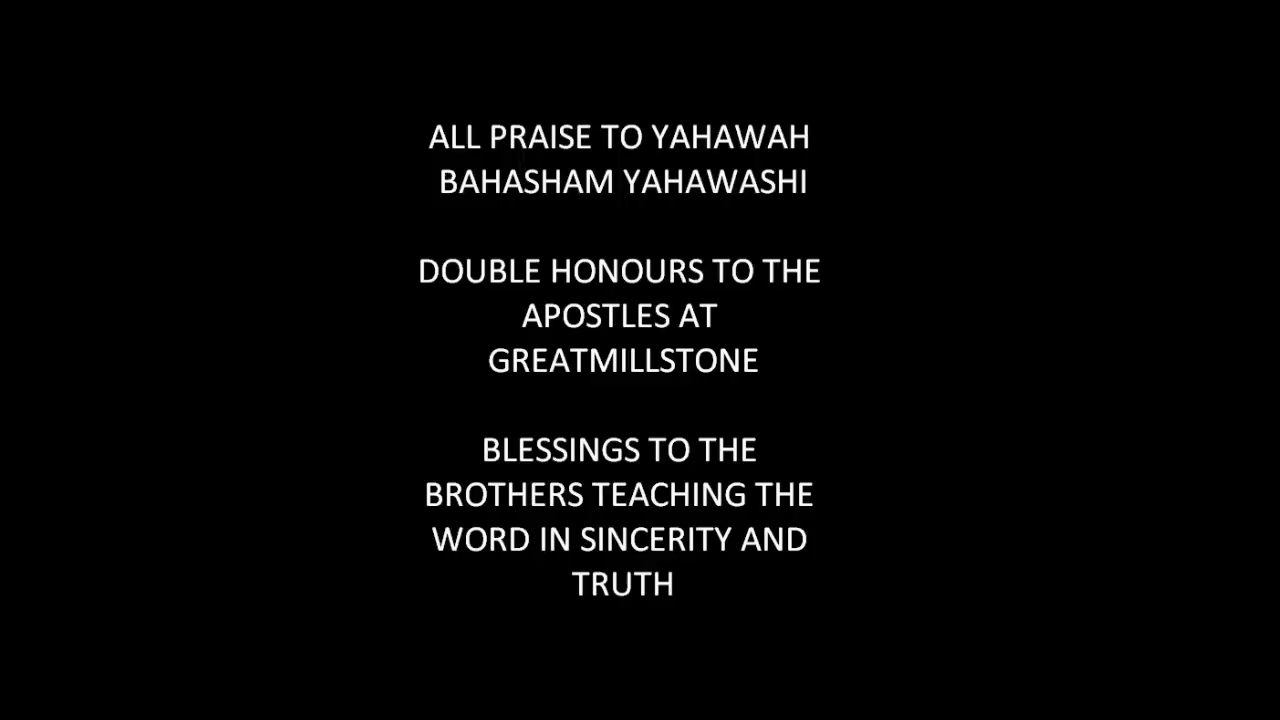 ALL PRAISE TO YAHAWAH
BAHASHAM YAHAWASHI
DOUBLE HONOURS TO THE
APOSTLES AT
GREATMILLSTONE
BLESSINGS TO THE
BROTHERS TEACHING THE
WORD IN SINCERITY AND
TRUTH